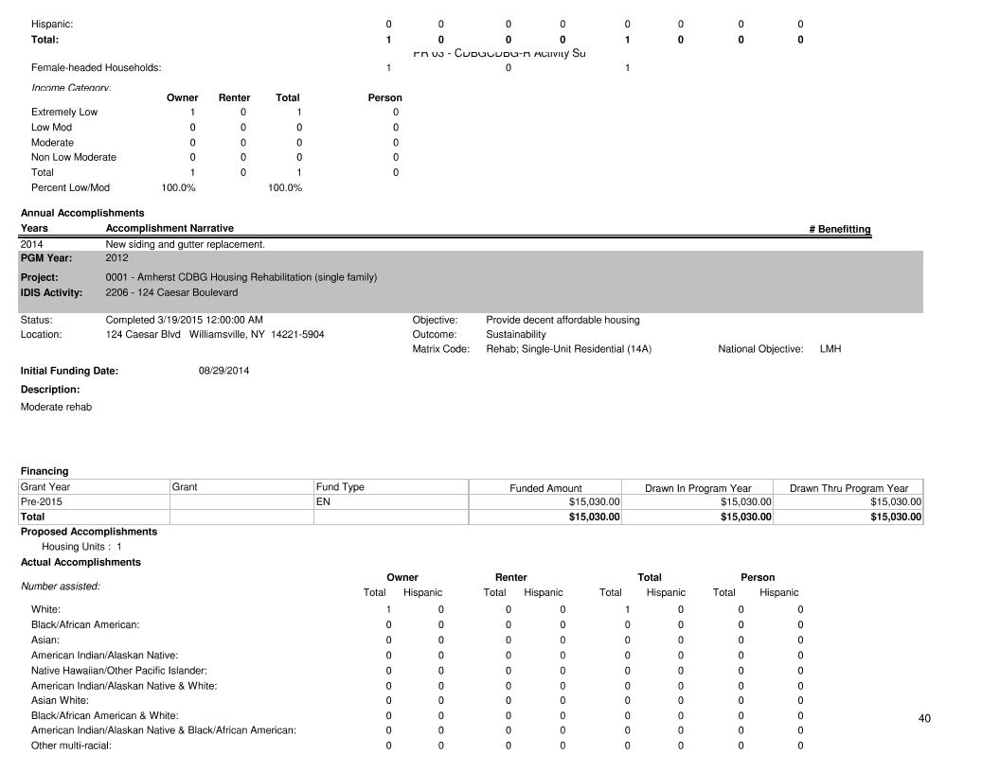 Hispanic: 0 0 0 0 0 0 0 0
Total: 1 0 0 0 1 0 0 0
PR 03 - CDBGCDBG-R Activity Su
Female-headed Households: 1 0 1
Income Category:
Owner Renter Total Person
Extremely Low 1 0 1 0
Low Mod 0 0 0 0
Moderate 0 0 0 0
Non Low Moderate 0 0 0 0
Total 1 0 1 0
Percent Low/Mod 100.0% 100.0%
Annual Accomplishments
Years Accomplishment Narrative # Benefitting
2014 New siding and gutter replacement.
PGM Year: 2012
Project: 0001 - Amherst CDBG Housing Rehabilitation (single family)
IDIS Activity: 2206 - 124 Caesar Boulevard
Status: Completed 3/19/2015 12:00:00 AM Objective: Provide decent affordable housing
Location: 124 Caesar Blvd Williamsville, NY 14221-5904 Outcome: Sustainability
Matrix Code: Rehab; Single-Unit Residential (14A) National Objective: LMH
Initial Funding Date: 08/29/2014
Description:
Moderate rehab
Financing
Grant Year Grant Fund Type Funded Amount Drawn In Program Year Drawn Thru Program Year
Pre-2015 EN $15,030.00 $15,030.00 $15,030.00
Total $15,030.00 $15,030.00 $15,030.00
Proposed Accomplishments
Housing Units : 1
Actual Accomplishments
Owner Renter Total Person
Number assisted:
Total Hispanic Total Hispanic Total Hispanic Total Hispanic
White: 1 0 0 0 1 0 0 0
Black/African American: 0 0 0 0 0 0 0 0
Asian: 0 0 0 0 0 0 0 0
American Indian/Alaskan Native: 0 0 0 0 0 0 0 0
Native Hawaiian/Other Pacific Islander: 0 0 0 0 0 0 0 0
American Indian/Alaskan Native & White: 0 0 0 0 0 0 0 0
Asian White: 0 0 0 0 0 0 0 0
Black/African American & White: 0 0 0 0 0 0 0 0
40
American Indian/Alaskan Native & Black/African American: 0 0 0 0 0 0 0 0
Other multi-racial: 0 0 0 0 0 0 0 0